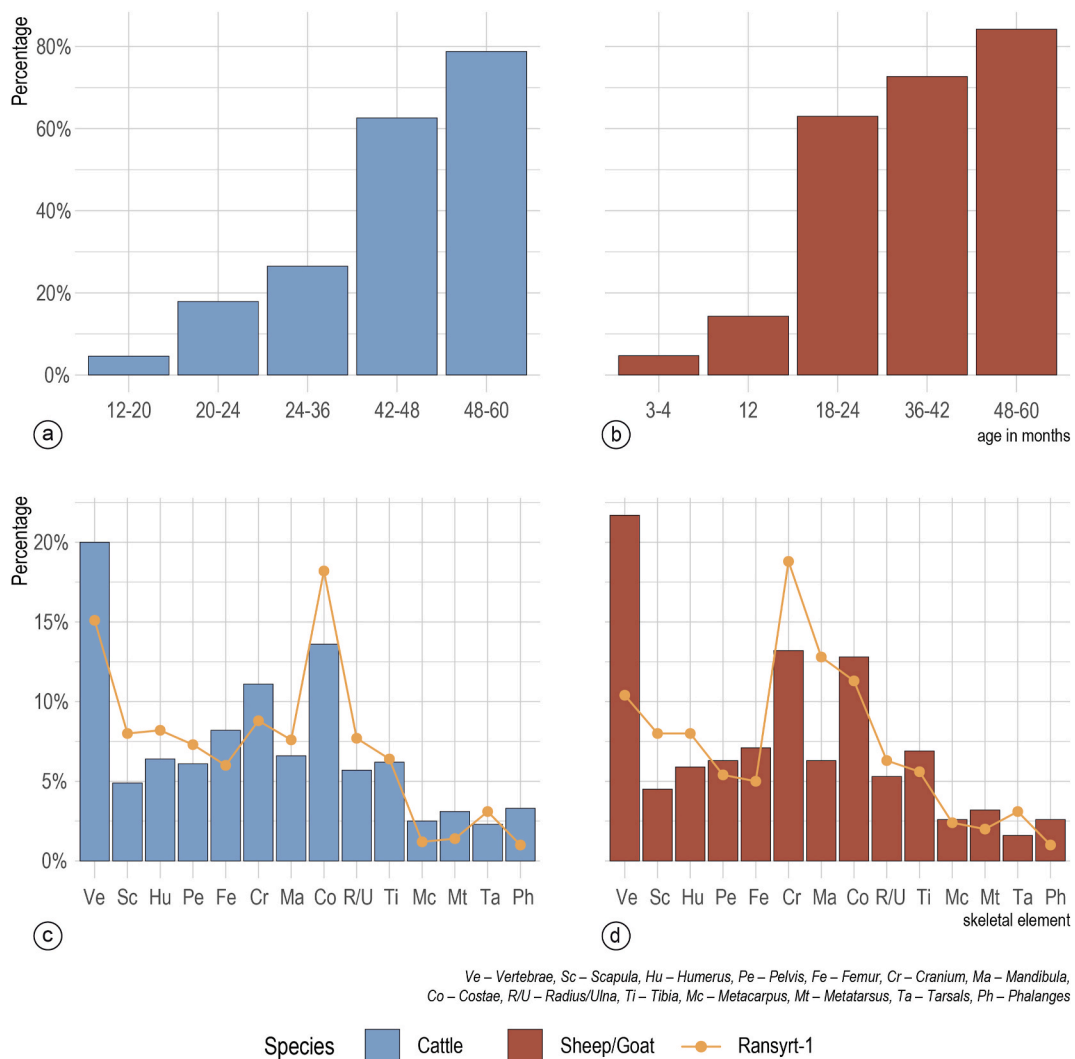 Percentage
80%
60%
40%
20%
0%
12-20 20-24 24-36 42-48 48-60
a
3-4 12 18-24 36-42 48-60
b
age in months
Percentage
20%
15%
10%
5%
0%
Ve Sc Hu Pe Fe Cr Ma Co R/U Ti Mc Mt Ta Ph
c
Ve Sc Hu Pe Fe Cr Ma Co R/U Ti Mc Mt Ta Ph
d
skeletal element
Ve – Vertebrae, Sc – Scapula, Hu – Humerus, Pe – Pelvis, Fe – Femur, Cr – Cranium, Ma – Mandibula,
Co – Costae, R/U – Radius/Ulna, Ti – Tibia, Mc – Metacarpus, Mt – Metatarsus, Ta – Tarsals, Ph – Phalanges
Species Cattle Sheep/Goat Ransyrt-1